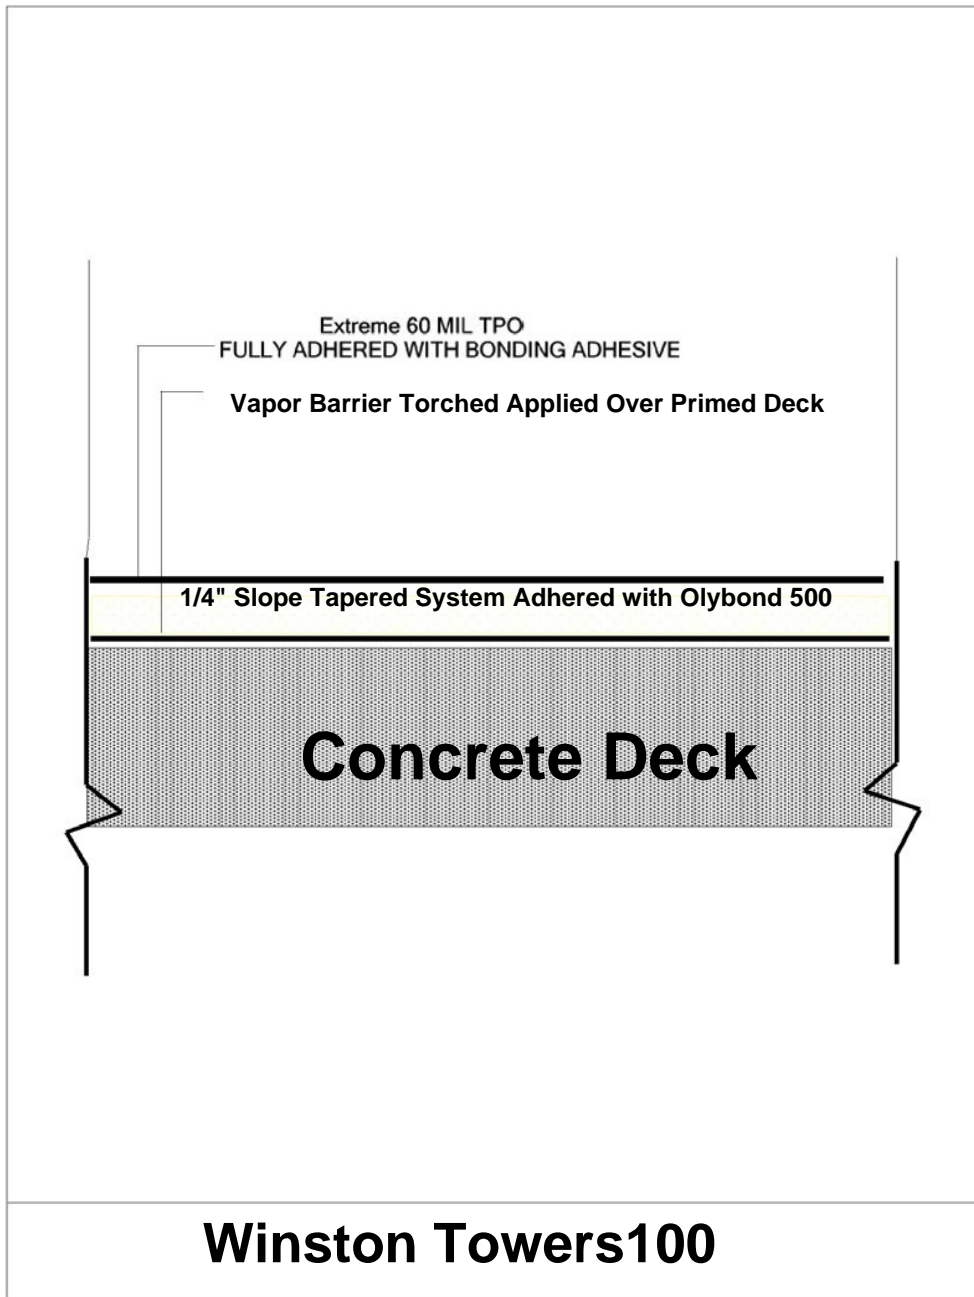 Extreme 60 MIL TPO
FULLY ADHERED WITH BONDING ADHESIVE
Vapor Barrier Torched Applied Over Primed Deck
1/4" Slope Tapered System Adhered with Olybond 500
Concrete Deck
Winston Towers100